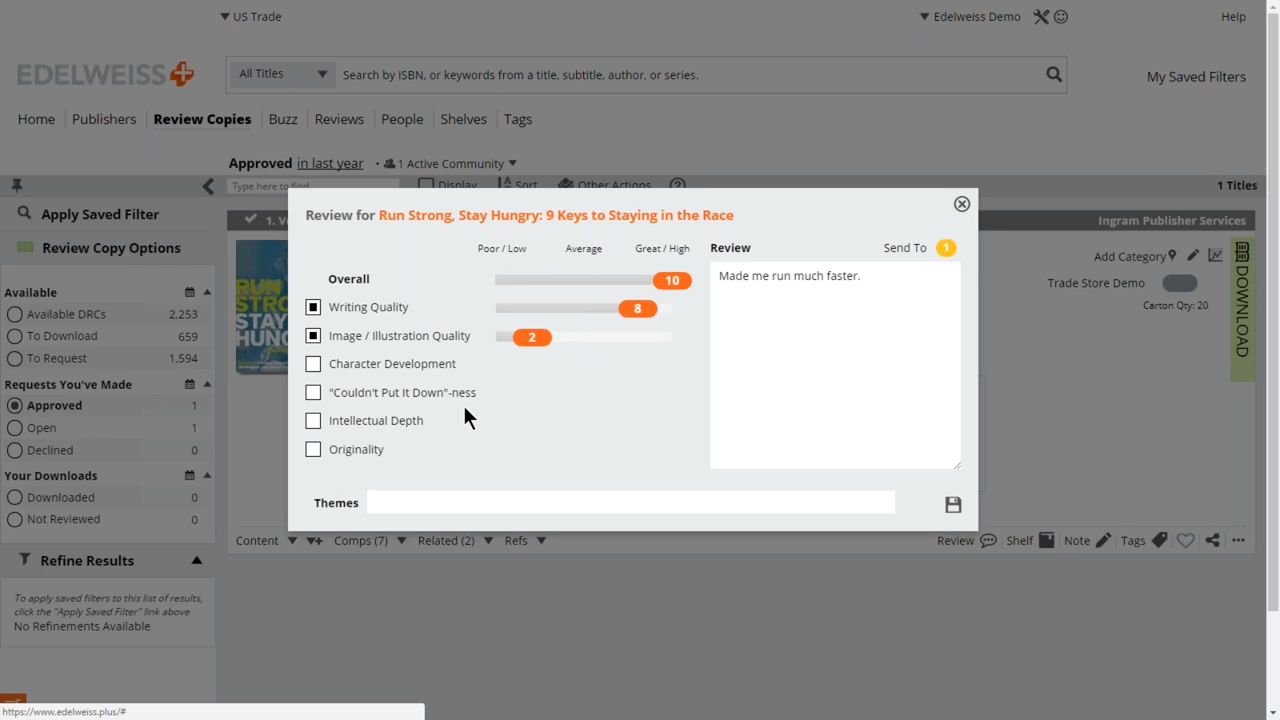 US Trade
Edelweiss Demo
Help
EDELWEISS
All Titles
Search by ISBN, or keywords from a title, subtitle, author, or series.
My Saved Filters
Home
Publishers
Review Copies
Buzz
Reviews
People
Shelves
Tags
Approved in last year · 1 Active Community
Type here to find
Display
Sort
Other Actions
?
1 Titles
Apply Saved Filter
Review Copy Options
Available
Available DRCs 2,253
To Download 659
To Request 1,594
Requests You've Made
Approved 1
Open 1
Declined 0
Your Downloads
Downloaded 0
Not Reviewed 0
Refine Results
To apply saved filters to this list of results,
click the "Apply Saved Filter" link above
No Refinements Available
1.
Ingram Publisher Services
RUN
STAY
Add Category
Trade Store Demo
Carton Qty: 20
DOWNLOAD
Review for Run Strong, Stay Hungry: 9 Keys to Staying in the Race
Poor / Low
Average
Great / High
Overall 10
Writing Quality 8
Image / Illustration Quality 2
Character Development
"Couldn't Put It Down"-ness
Intellectual Depth
Originality
Review
Send To 1
Made me run much faster.
Themes
Content
Comps (7)
Related (2)
Refs
Review
Shelf
Note
Tags
https://www.edelweiss.plus/#